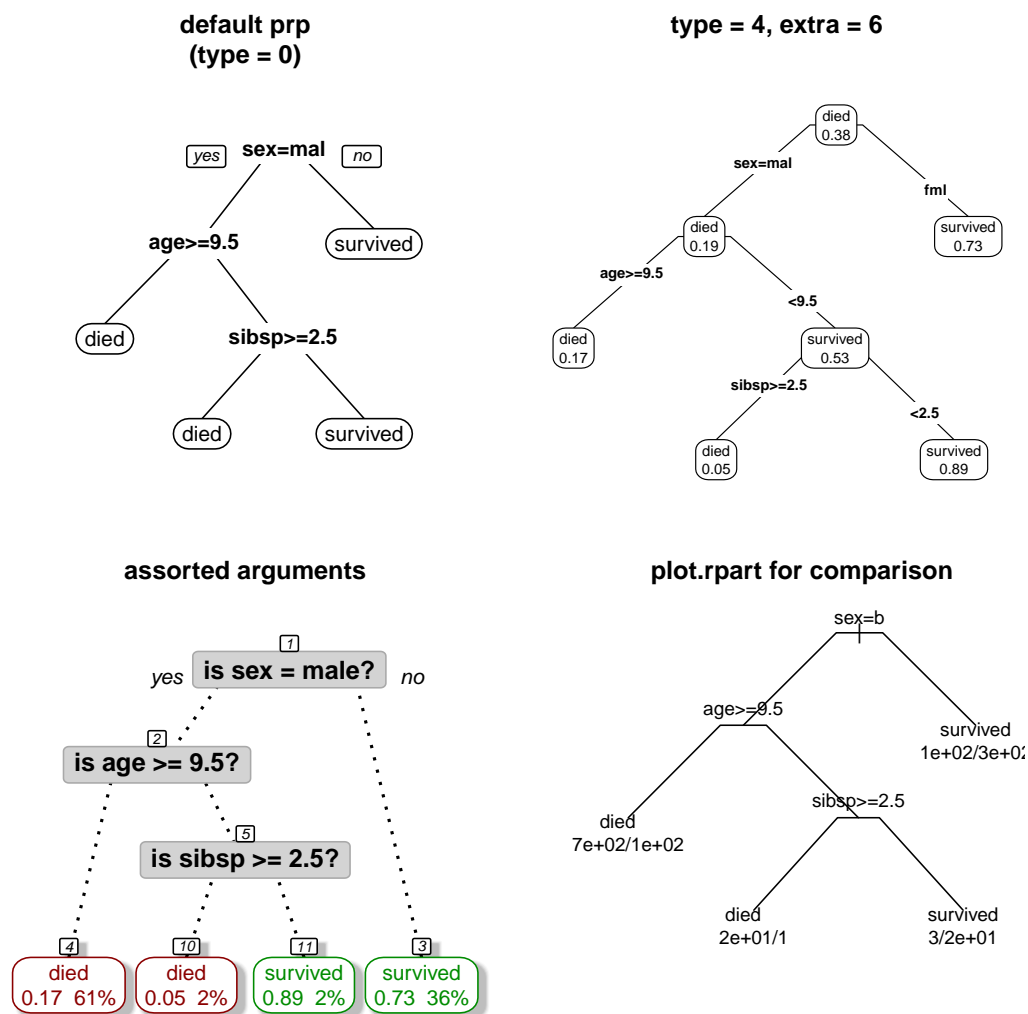 default prp
(type = 0)
yes sex=mal no
age>=9.5 survived
died sibsp>=2.5
died survived
type = 4, extra = 6
died
0.38
sex=mal
fml
died
0.19
survived
0.73
age>=9.5
<9.5
died
0.17
survived
0.53
sibsp>=2.5
<2.5
died
0.05
survived
0.89
assorted arguments
1
yes is sex = male? no
2
is age >= 9.5?
5
is sibsp >= 2.5?
4 10 11 3
died died survived survived
0.17 61% 0.05 2% 0.89 2% 0.73 36%
plot.rpart for comparison
sex=b
age>=9.5
survived
1e+02/3e+02
sibsp>=2.5
died
7e+02/1e+02
died survived
2e+01/1 3/2e+01